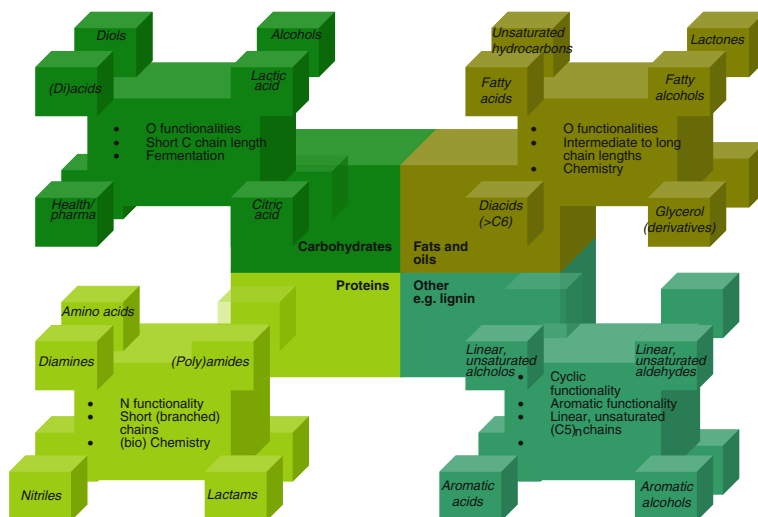 Diols
Alcohols
(Di)acids
Lactic
acid
• O functionalities
• Short C chain length
• Fermentation
Health/
pharma
Citric
acid
Carbohydrates
Unsaturated
hydrocarbons
Lactones
Fatty
acids
Fatty
alcohols
• O functionalities
• Intermediate to long
chain lengths
• Chemistry
Diacids
(>C6)
Glycerol
(derivatives)
Fats and
oils
Proteins
Other
e.g. lignin
Amino acids
Diamines
(Poly)amides
• N functionality
• Short (branched)
chains
• (bio) Chemistry
Nitriles
Lactams
Linear,
unsaturated
alcholos
Linear,
unsaturated
aldehydes
• Cyclic
functionality
• Aromatic functionality
• Linear, unsaturated
(C5)n chains
•
Aromatic
acids
Aromatic
alcohols